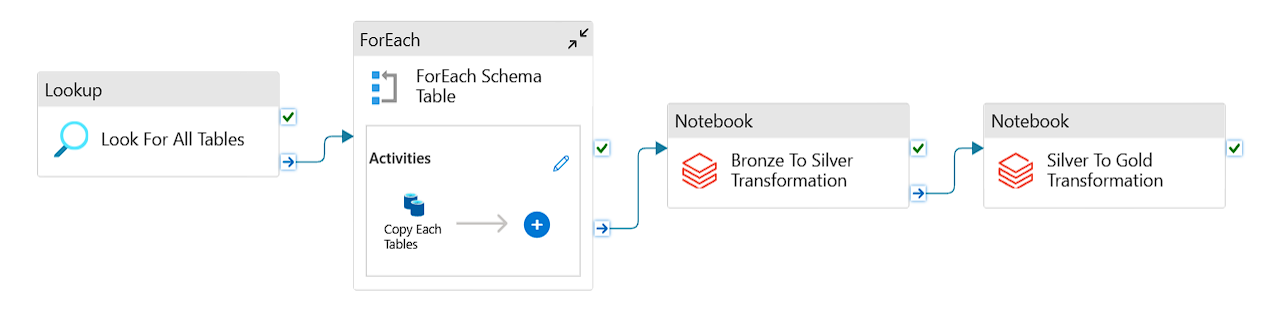 Lookup
Look For All Tables
ForEach
ForEach Schema
Table
Activities
Copy Each
Tables
Notebook
Bronze To Silver
Transformation
Notebook
Silver To Gold
Transformation